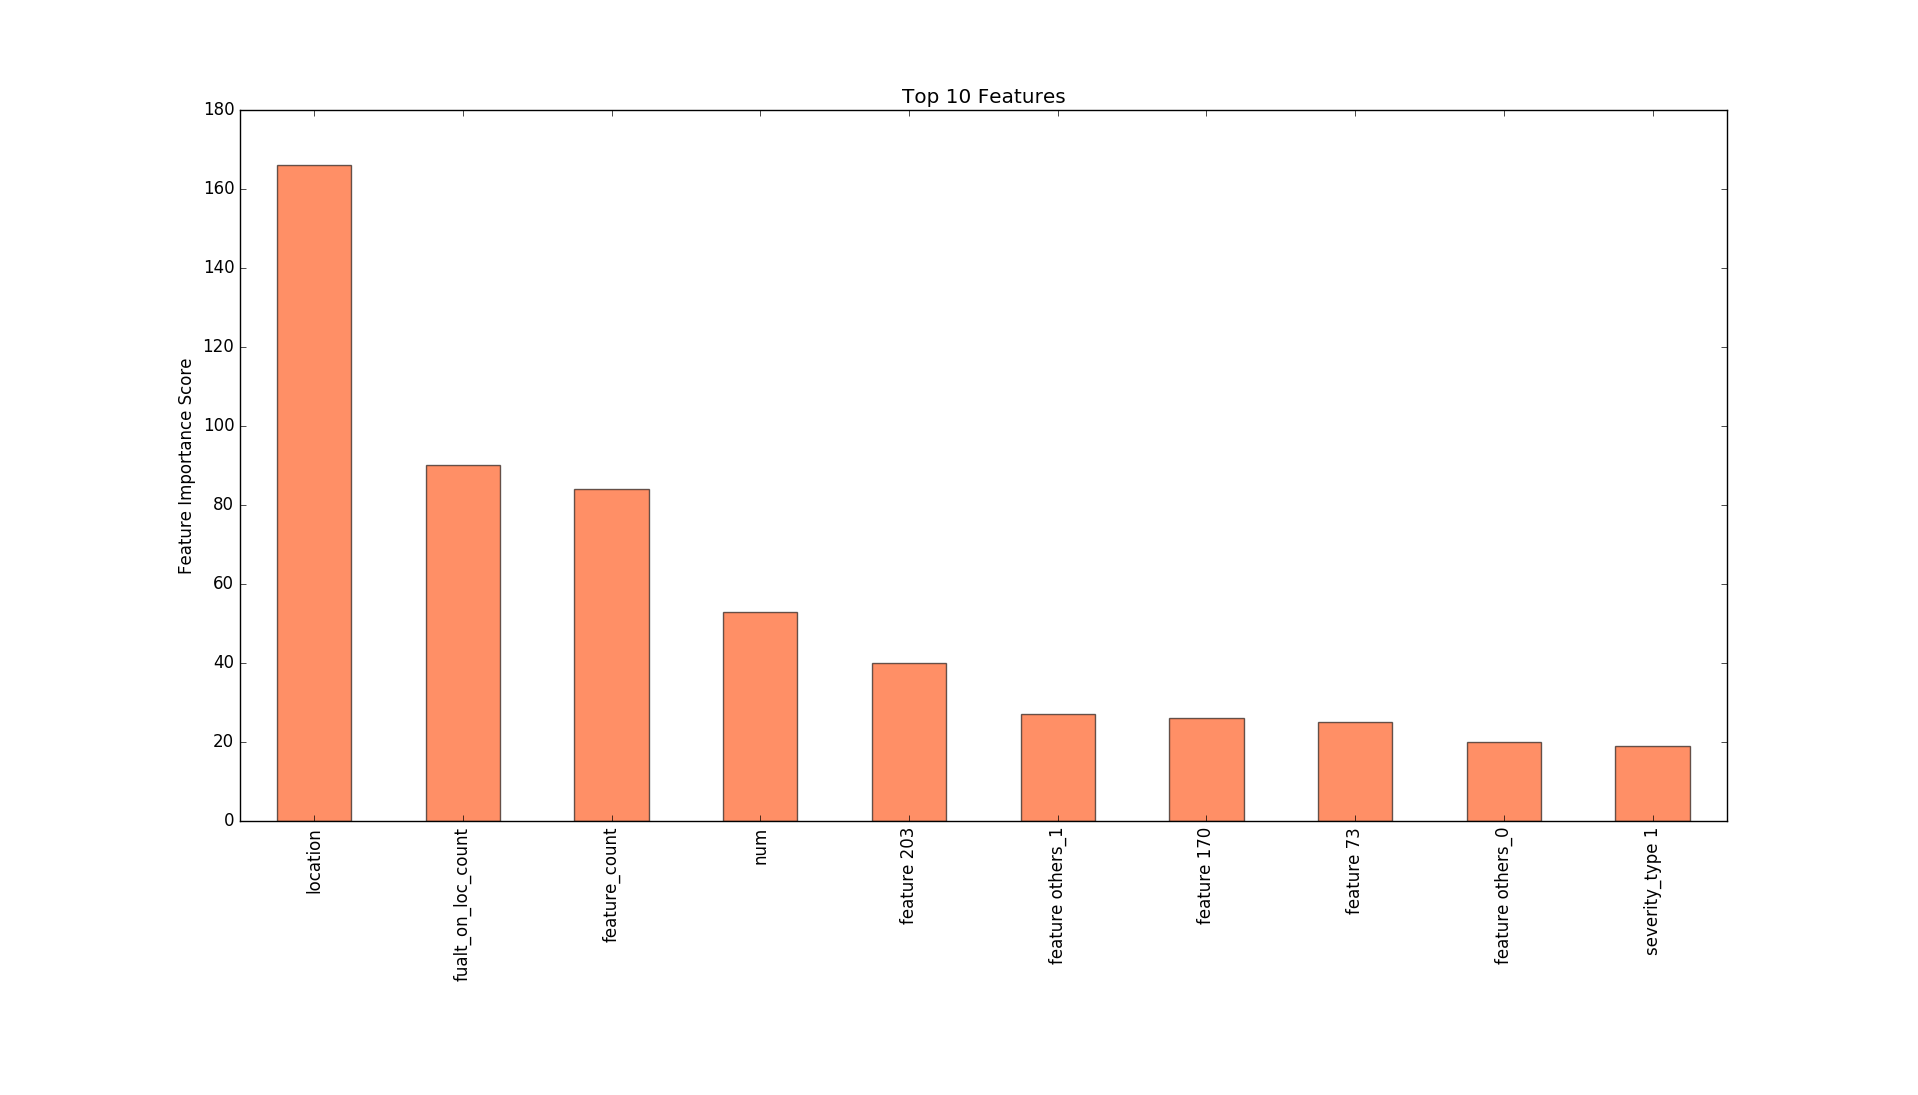 Top 10 Features
Feature Importance Score
180
160
140
120
100
80
60
40
20
0
location
fualt_on_loc_count
feature_count
num
feature 203
feature others_1
feature 170
feature 73
feature others_0
severity_type 1